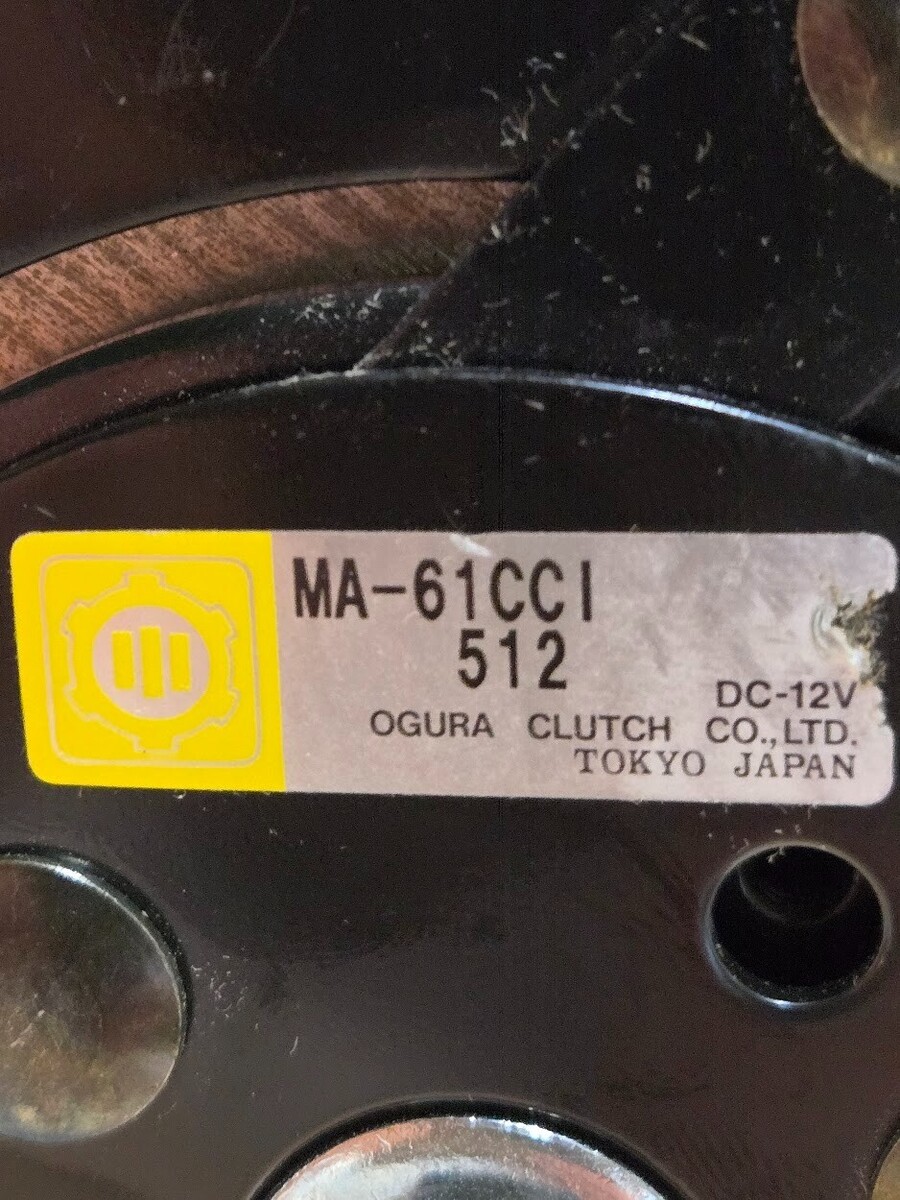 MA-61CCI
512
DC-12V
OGURA CLUTCH CO.,LTD.
TOKYO JAPAN